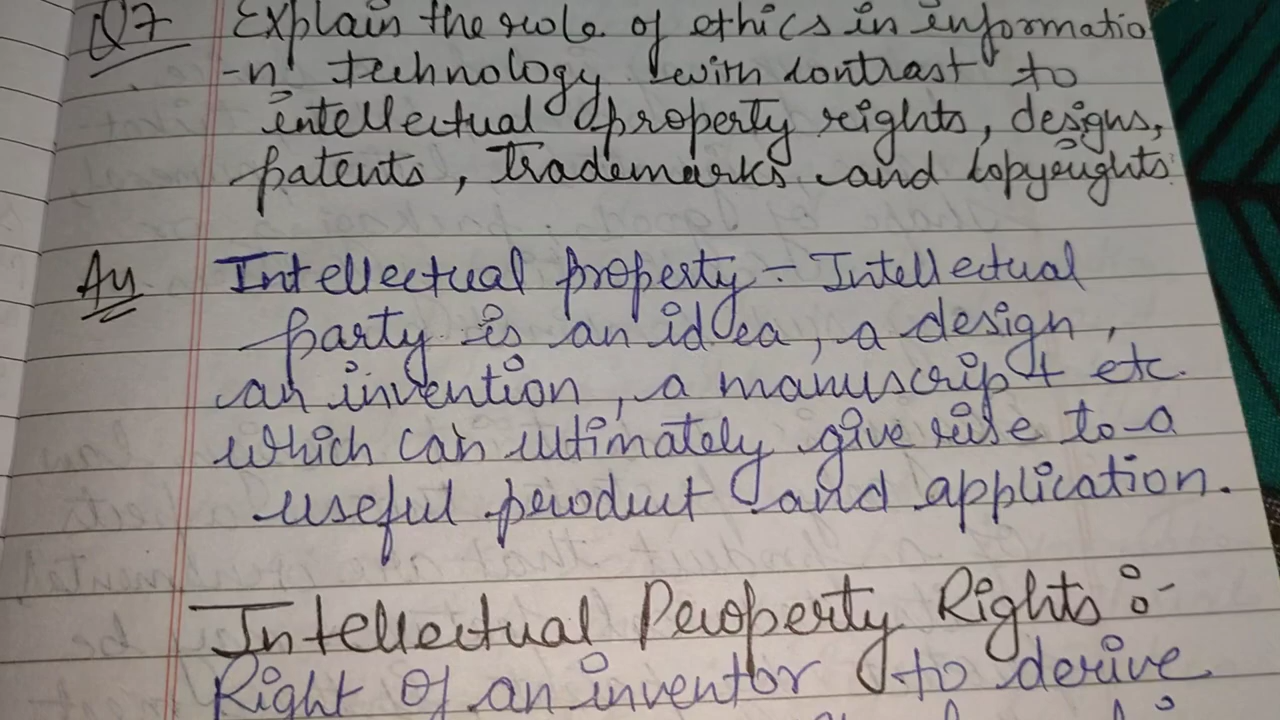 Q7 Explain the role of ethics in informatio
-n technology with contrast to
intellectual property rights, designs,
patents, trademarks and copyrights
Intellectual property - Intellectual
party is an idea, a design,
an invention, a manuscript etc.
which can ultimately give rise to a
useful product and application.
Intellectual Property Rights :-
Right of an inventor to derive